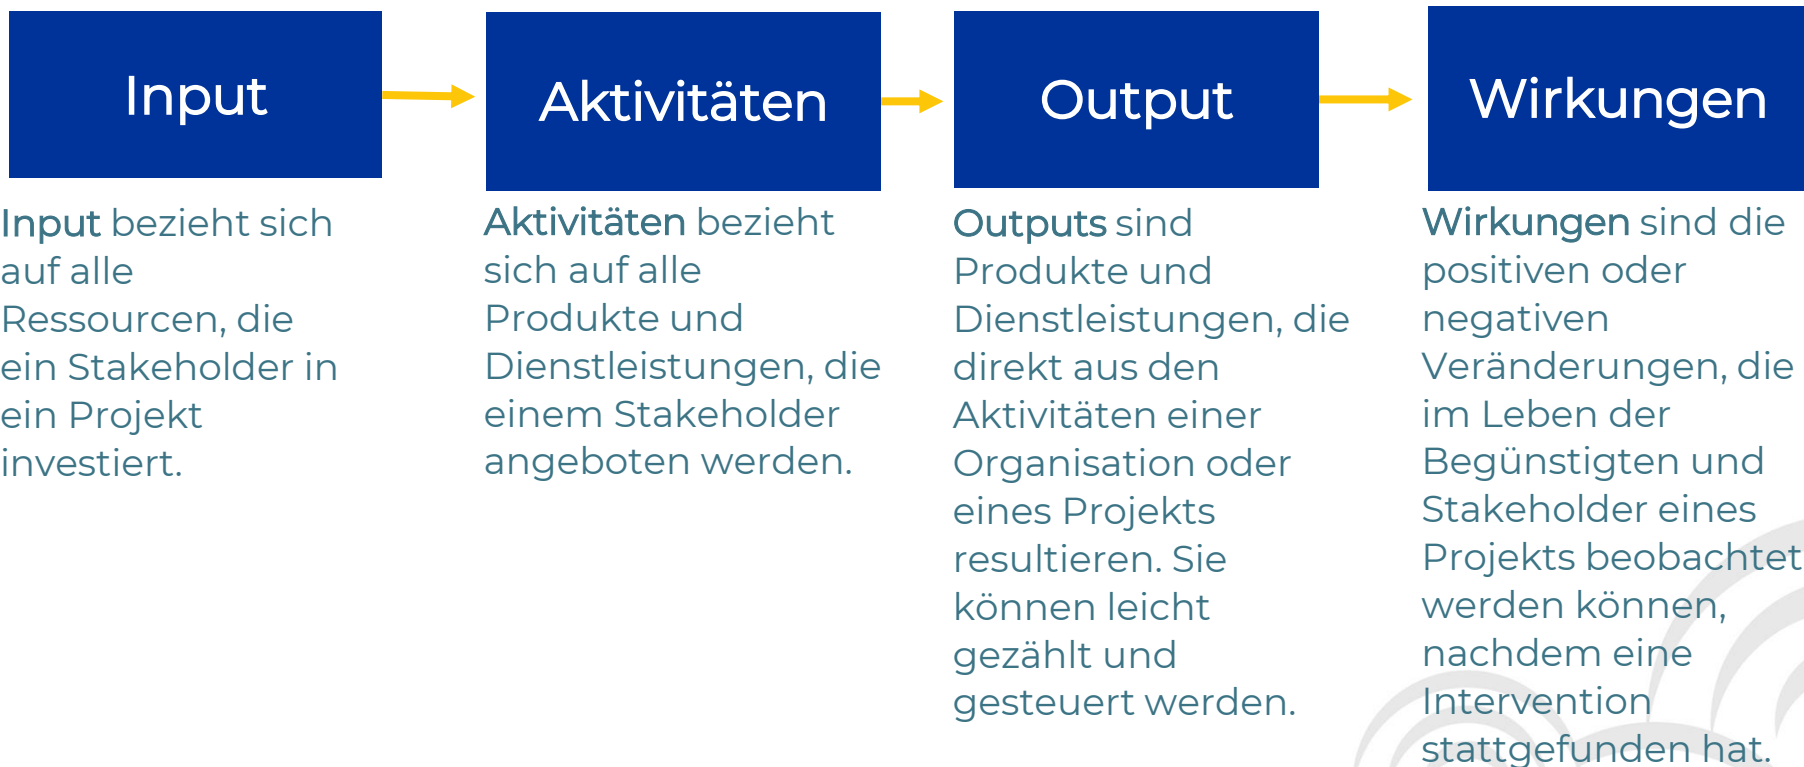 Input
Aktivitäten
Output
Wirkungen
Input bezieht sich
auf alle
Ressourcen, die
ein Stakeholder in
ein Projekt
investiert.
Aktivitäten bezieht
sich auf alle
Produkte und
Dienstleistungen, die
einem Stakeholder
angeboten werden.
Outputs sind
Produkte und
Dienstleistungen, die
direkt aus den
Aktivitäten einer
Organisation oder
eines Projekts
resultieren. Sie
können leicht
gezählt und
gesteuert werden.
Wirkungen sind die
positiven oder
negativen
Veränderungen, die
im Leben der
Begünstigten und
Stakeholder eines
Projekts beobachtet
werden können,
nachdem eine
Intervention
stattgefunden hat.